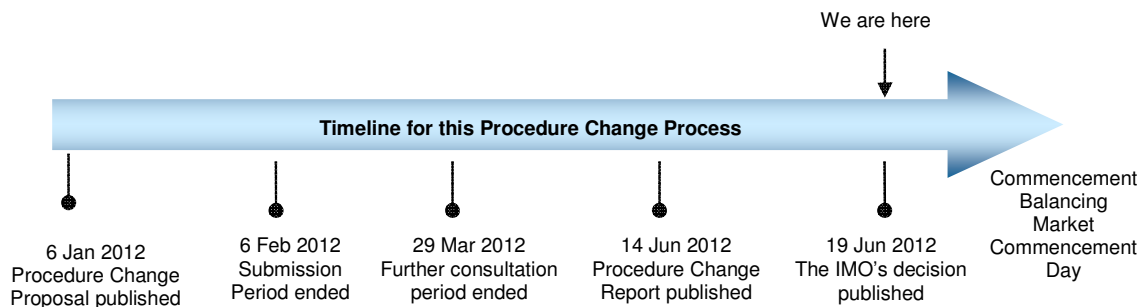 We are here
Timeline for this Procedure Change Process
6 Jan 2012
Procedure Change
Proposal published
6 Feb 2012
Submission
Period ended
29 Mar 2012
Further consultation
period ended
14 Jun 2012
Procedure Change
Report published
19 Jun 2012
The IMO's decision
published
Commencement
Balancing
Market
Commencement
Day